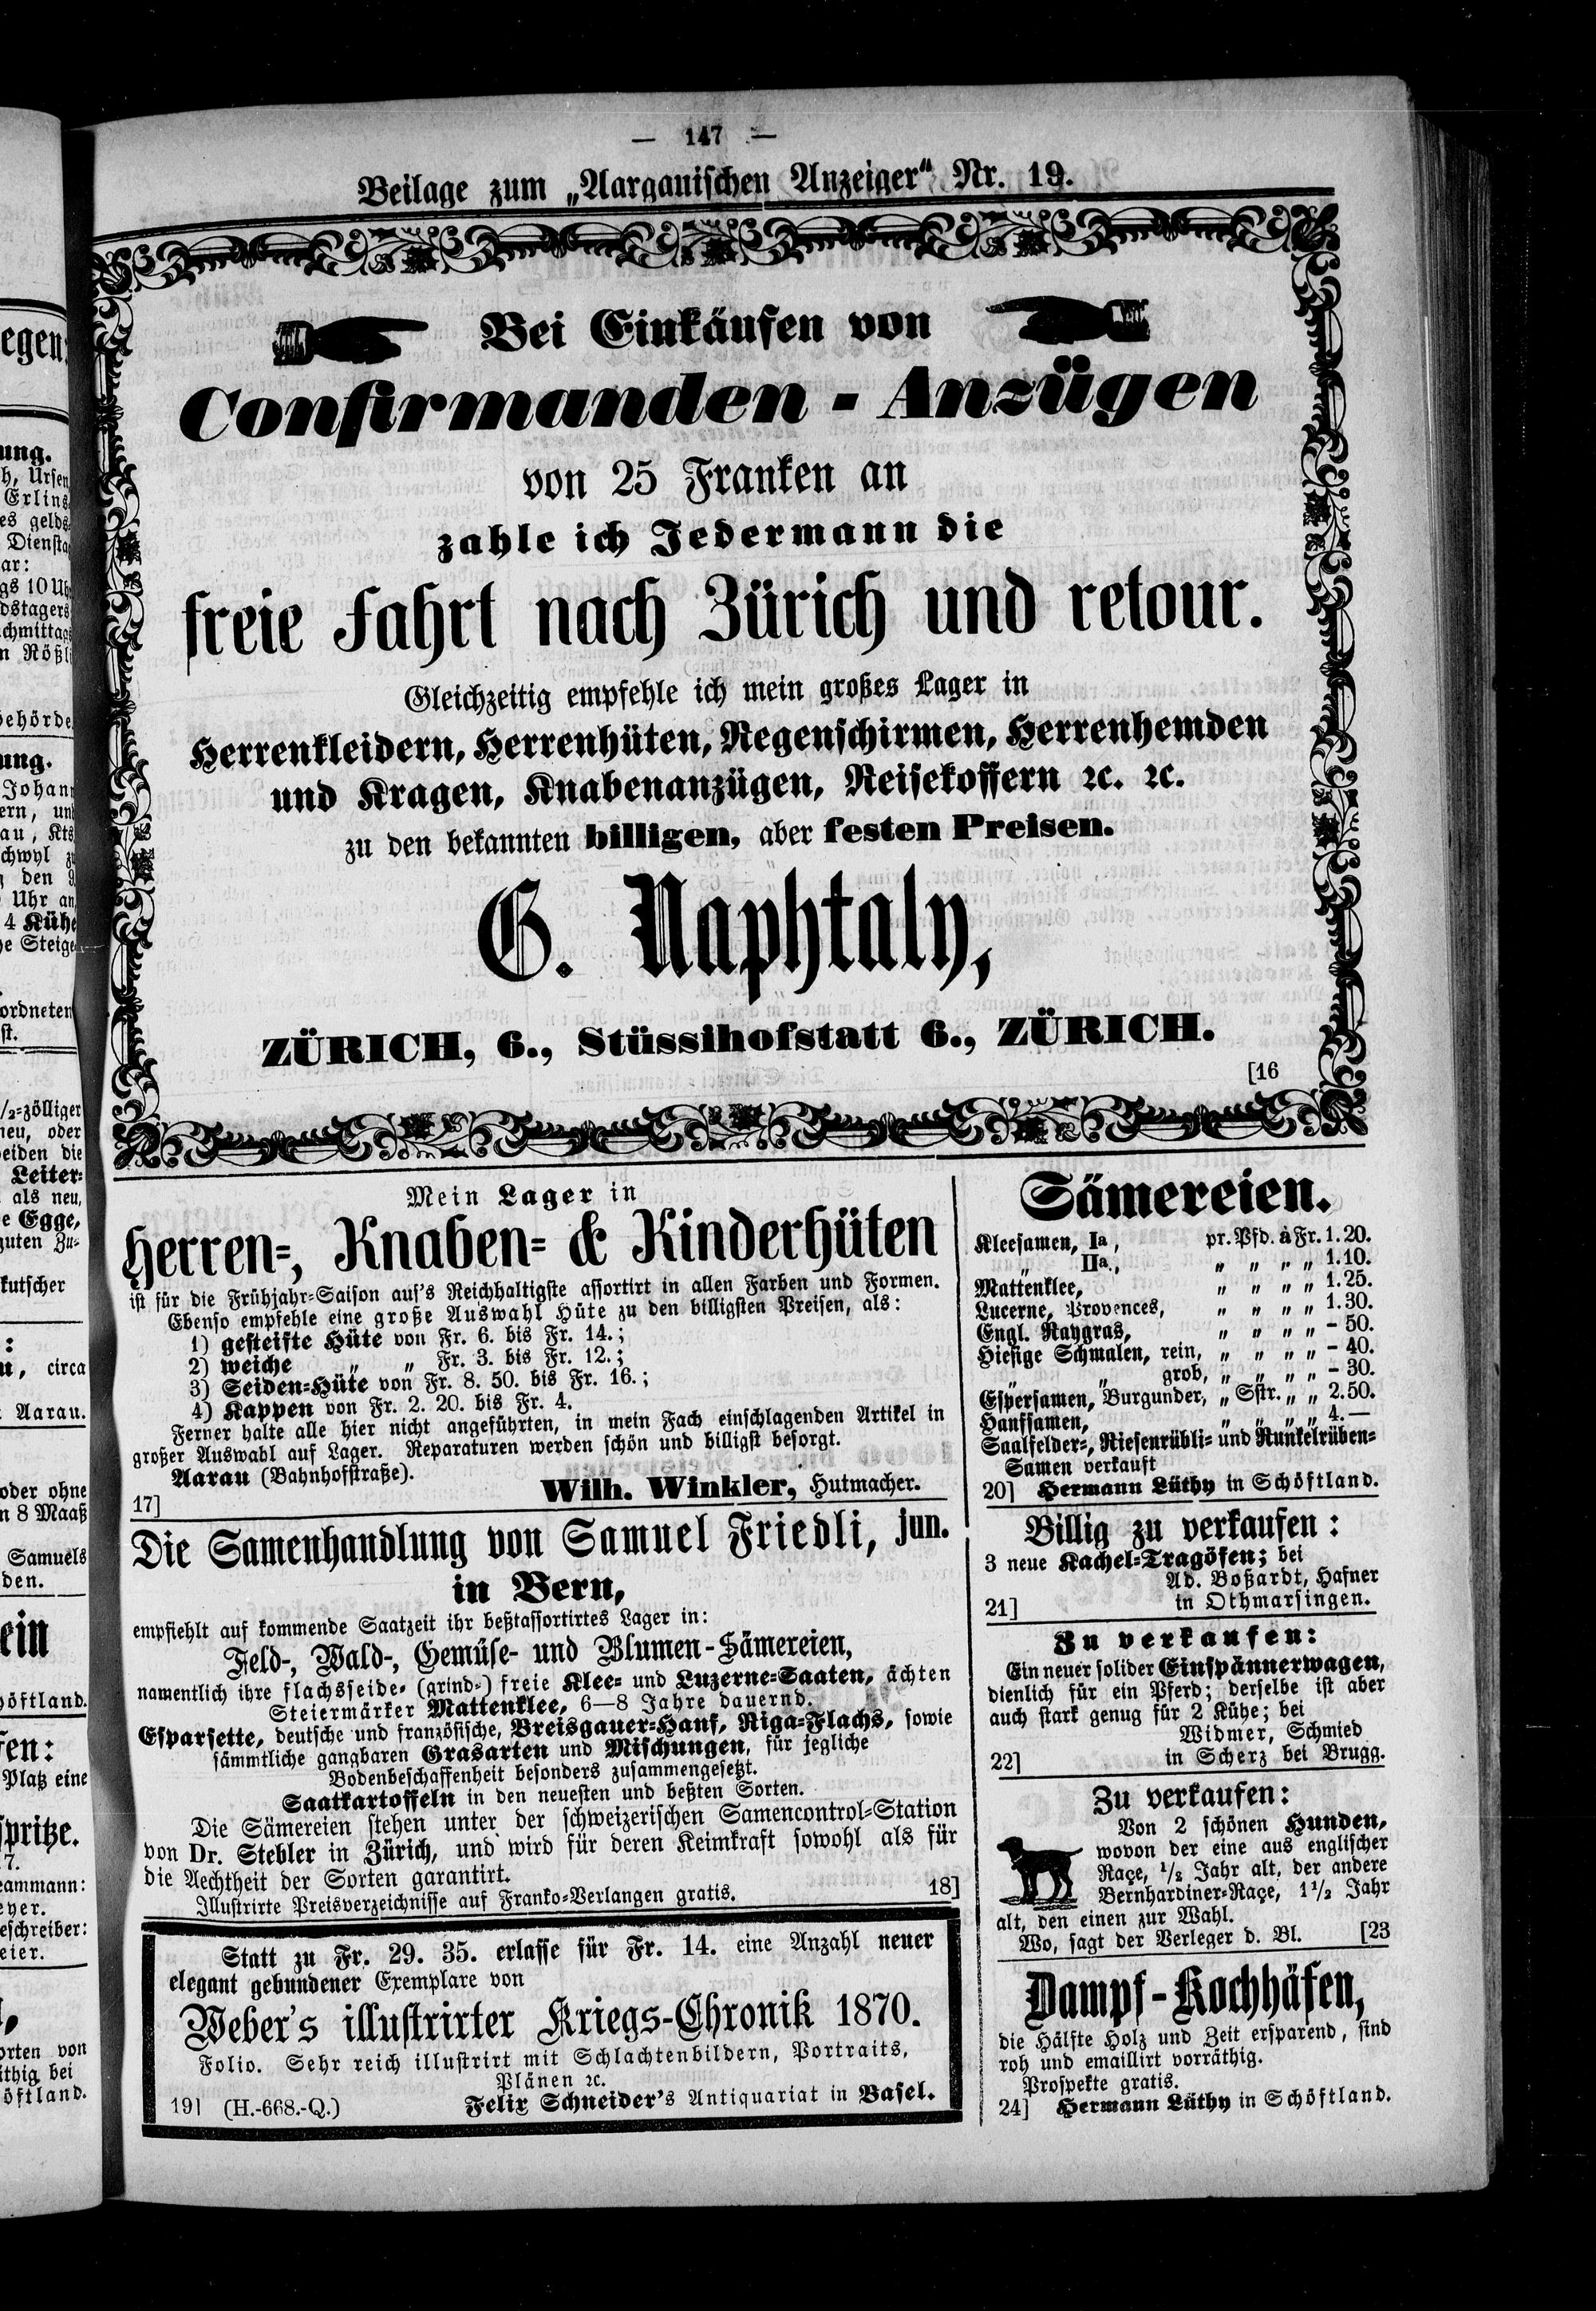 — 147 —
Beilage zum „Aargauischen Anzeiger“ Nr. 19.
Bei Einkäufen von
Confirmanden - Anzügen
von 25 Franken an
zahle ich Jedermann die
freie Fahrt nach Zürich und retour.
Gleichzeitig empfehle ich mein großes Lager in
Herrenkleidern, Herrenhüten, Regenschirmen, Herrenhemden
und Kragen, Knabenanzügen, Reisekoffern ꝛc. ꝛc.
zu den bekannten billigen, aber festen Preisen.
G. Naphtaly,
ZÜRICH, 6., Stüssihofstatt 6., ZÜRICH.
[16
Mein Lager in
Herren-, Knaben- & Kinderhüten
ist für die Frühjahr-Saison auf's Reichhaltigste assortirt in allen Farben und Formen.
Ebenso empfehle eine große Auswahl Hüte zu den billigsten Preisen, als:
1) gesteifte Hüte von Fr. 6. bis Fr. 14.;
2) weiche „ „ Fr. 3. bis Fr. 12.;
3) Seiden-Hüte von Fr. 8. 50. bis Fr. 16.;
4) Kappen von Fr. 2. 20. bis Fr. 4.
Ferner halte alle hier nicht angeführten, in mein Fach einschlagenden Artikel in
großer Auswahl auf Lager. Reparaturen werden schön und billigst besorgt.
Aarau (Bahnhofstraße).
17] Wilh. Winkler, Hutmacher.
Die Samenhandlung von Samuel Friedli, jun.
in Bern,
empfiehlt auf kommende Saatzeit ihr beßtassortirtes Lager in:
Feld-, Wald-, Gemüse- und Blumen-Sämereien,
namentlich ihre flachsseide- (grind-) freie Klee- und Luzerne-Saaten, ächten
Steiermärker Mattenklee, 6—8 Jahre dauernd.
Esparsette, deutsche und französische, Breisgauer-Hanf, Riga-Flachs, sowie
sämmtliche gangbaren Grasarten und Mischungen, für jegliche
Bodenbeschaffenheit besonders zusammengesetzt.
Saatkartoffeln in den neuesten und beßten Sorten.
Die Sämereien stehen unter der schweizerischen Samencontrol-Station
von Dr. Stebler in Zürich, und wird für deren Keimkraft sowohl als für
die Aechtheit der Sorten garantirt.
Illustrirte Preisverzeichnisse auf Franko-Verlangen gratis. 18]
Statt zu Fr. 29. 35. erlasse für Fr. 14. eine Anzahl neuer
elegant gebundener Exemplare von
Weber's illustrirter Kriegs-Chronik 1870.
Folio. Sehr reich illustrirt mit Schlachtenbildern, Portraits,
Plänen ꝛc.
19] (H.-668.-Q.) Felix Schneider's Antiquariat in Basel.
Sämereien.
Kleesamen, Ia, pr. Pfd. à Fr. 1.20.
„ IIa., „ „ „ „ 1.10.
Mattenklee, „ „ „ „ 1.25.
Lucerne, Provences, „ „ „ „ 1.30.
Engl. Raygras, „ „ „ „ – 50.
Hiesige Schmalen, rein, „ „ „ „ – 40.
„ „ grob, „ „ „ „ – 30.
Espersamen, Burgunder, „ Sstr. „ „ 2.50.
Hanfsamen, „ „ „ „ 4.—
Saalfelder-, Riesenrübli- und Runkelrüben-
Samen verkauft
20] Hermann Lüthy in Schöftland.
Billig zu verkaufen:
3 neue Kachel-Tragöfen; bei
Ad. Boßardt, Hafner
21] in Othmarsingen.
Zu verkaufen:
Ein neuer solider Einspännerwagen,
dienlich für ein Pferd; derselbe ist aber
auch stark genug für 2 Kühe; bei
Widmer, Schmied
22] in Scherz bei Brugg.
Zu verkaufen:
Von 2 schönen Hunden,
wovon der eine aus englischer
Raçe, 1/2 Jahr alt, der andere
Bernhardiner-Raçe, 1 1/2 Jahr
alt, den einen zur Wahl.
Wo, sagt der Verleger d. Bl. [23
Dampf-Kochhäfen,
die Hälfte Holz und Zeit ersparend, sind
roh und emaillirt vorräthig.
Prospekte gratis.
24] Hermann Lüthy in Schöftland.